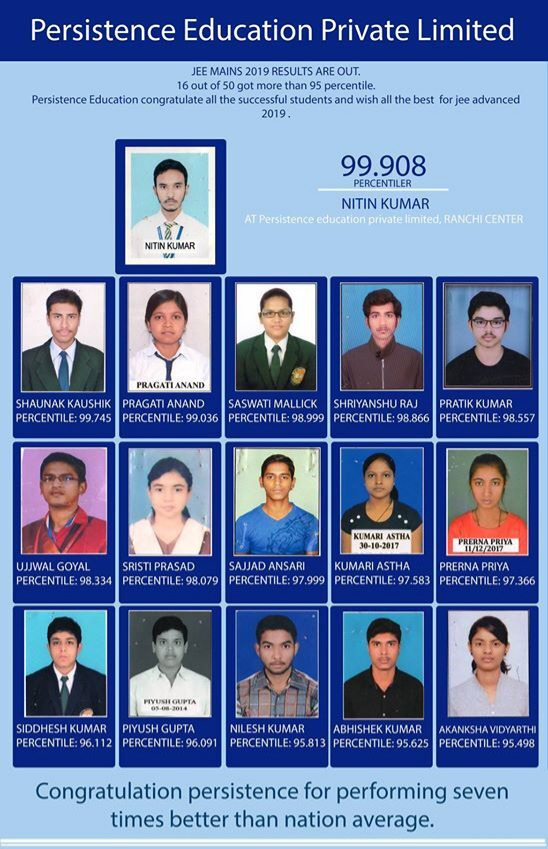 Persistence Education Private Limited
JEE MAINS 2019 RESULTS ARE OUT.
16 out of 50 got more than 95 percentile.
Persistence Education congratulate all the successful students and wish all the best for jee advanced
2019 .
NITIN KUMAR
99.908
PERCENTILER
NITIN KUMAR
AT Persistence education private limited, RANCHI CENTER
PRAGATI ANAND
SHAUNAK KAUSHIK
PERCENTILE: 99.745
PRAGATI ANAND
PERCENTILE: 99.036
SASWATI MALLICK
PERCENTILE: 98.999
SHRIYANSHU RAJ
PERCENTILE: 98.866
PRATIK KUMAR
PERCENTILE: 98.557
KUMARI ASTHA
30-10-2017
PRERNA PRIYA
11/12/2017
UJJWAL GOYAL
PERCENTILE: 98.334
SRISTI PRASAD
PERCENTILE: 98.079
SAJJAD ANSARI
PERCENTILE: 97.999
KUMARI ASTHA
PERCENTILE: 97.583
PRERNA PRIYA
PERCENTILE: 97.366
PIYUSH GUPTA
05-08-2014
SIDDHESH KUMAR
PERCENTILE: 96.112
PIYUSH GUPTA
PERCENTILE: 96.091
NILESH KUMAR
PERCENTILE: 95.813
ABHISHEK KUMAR
PERCENTILE: 95.625
AKANKSHA VIDYARTHI
PERCENTILE: 95.498
Congratulation persistence for performing seven
times better than nation average.